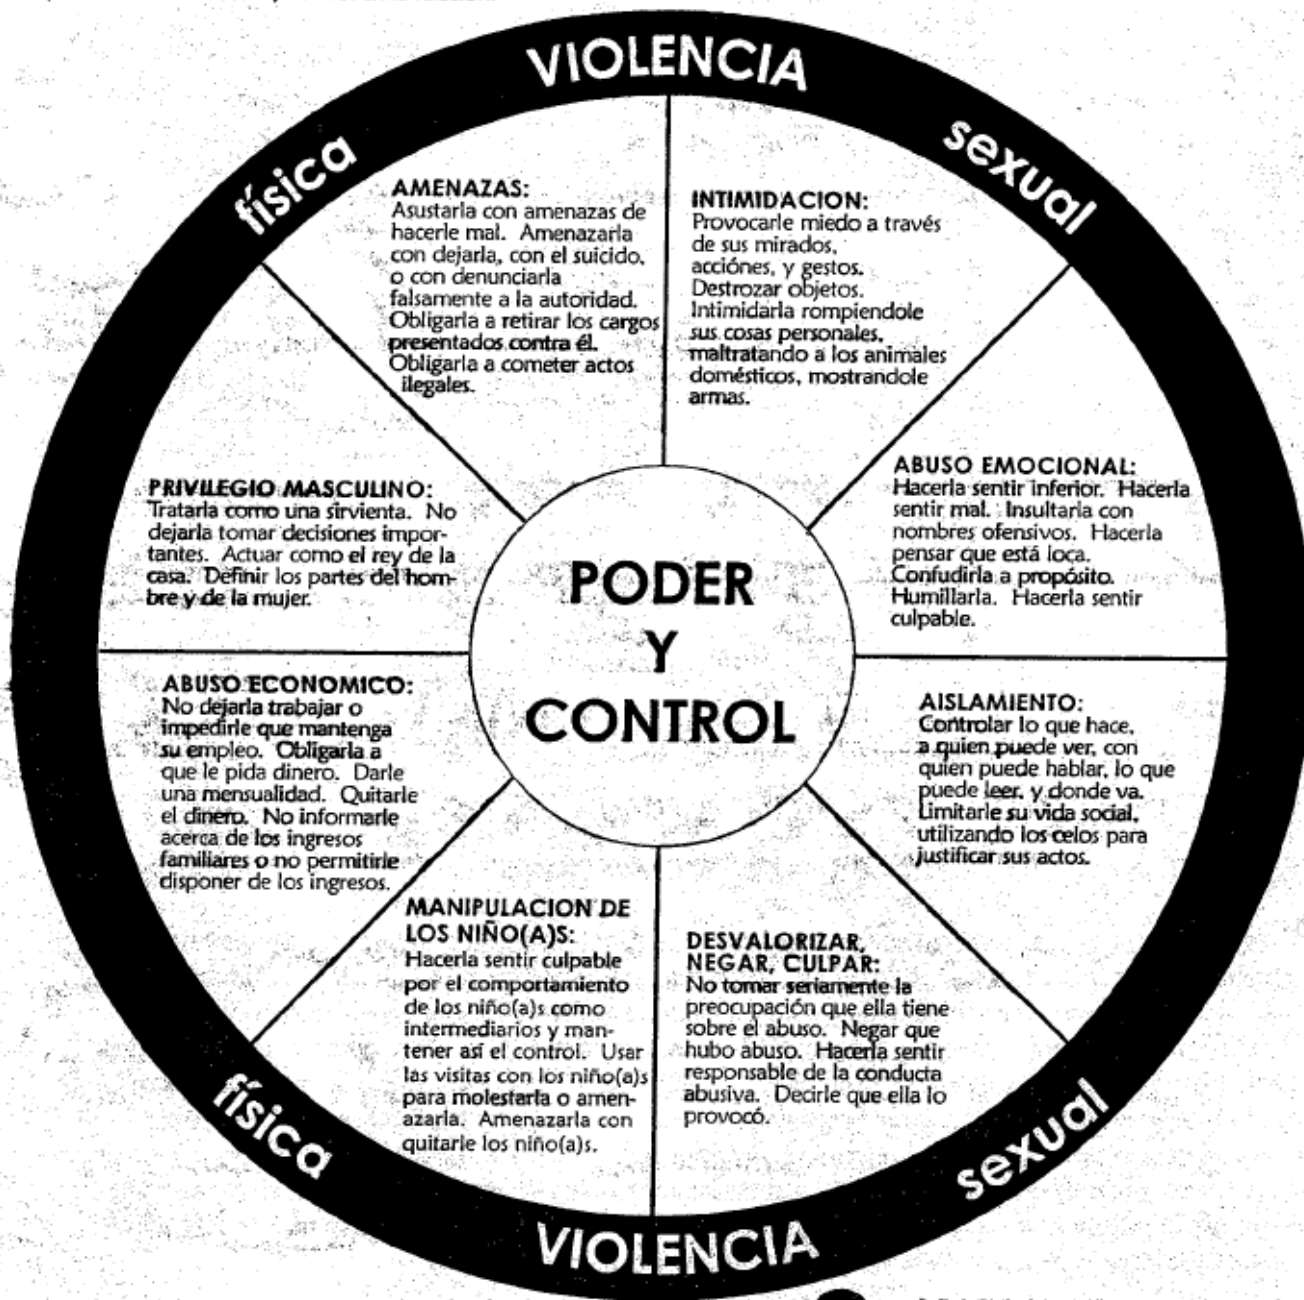 VIOLENCIA
física
sexual
AMENAZAS:
Asustarla con amenazas de
hacerle mal. Amenazarla
con dejarla, con el suicido,
o con denunciarla
falsamente a la autoridad.
Obligarla a retirar los cargos
presentados contra él.
Obligarla a cometer actos
ilegales.
INTIMIDACION:
Provocarle miedo a través
de sus mirados,
acciónes, y gestos.
Destrozar objetos.
Intimidarla rompiendole
sus cosas personales,
maltratando a los animales
domésticos, mostrandole
armas.
ABUSO EMOCIONAL:
Hacerla sentir inferior. Hacerla
sentir mal. Insultarla con
nombres ofensivos. Hacerla
pensar que está loca.
Confudirla a propósito.
Humillarla. Hacerla sentir
culpable.
AISLAMIENTO:
Controlar lo que hace,
a quien puede ver, con
quien puede hablar, lo que
puede leer, y donde va.
Limitarle su vida social,
utilizando los celos para
justificar sus actos.
DESVALORIZAR,
NEGAR, CULPAR:
No tomar seriamente la
preocupación que ella tiene
sobre el abuso. Negar que
hubo abuso. Hacerla sentir
responsable de la conducta
abusiva. Decirle que ella lo
provocó.
MANIPULACION DE
LOS NIÑO(A)S:
Hacerla sentir culpable
por el comportamiento
de los niño(a)s como
intermediarios y man-
tener así el control. Usar
las visitas con los niño(a)s
para molestarla o amen-
azarla. Amenazarla con
quitarle los niño(a)s.
ABUSO ECONOMICO:
No dejarla trabajar o
impedirle que mantenga
su empleo. Obligarla a
que le pida dinero. Darle
una mensualidad. Quitarle
el dinero. No informarle
acerca de los ingresos
familiares o no permitirle
disponer de los ingresos.
PRIVILEGIO MASCULINO:
Tratarla como una sirvienta. No
dejarla tomar decisiones impor-
tantes. Actuar como el rey de la
casa. Definir los partes del hom-
bre y de la mujer.
PODER
Y
CONTROL
física
sexual
VIOLENCIA